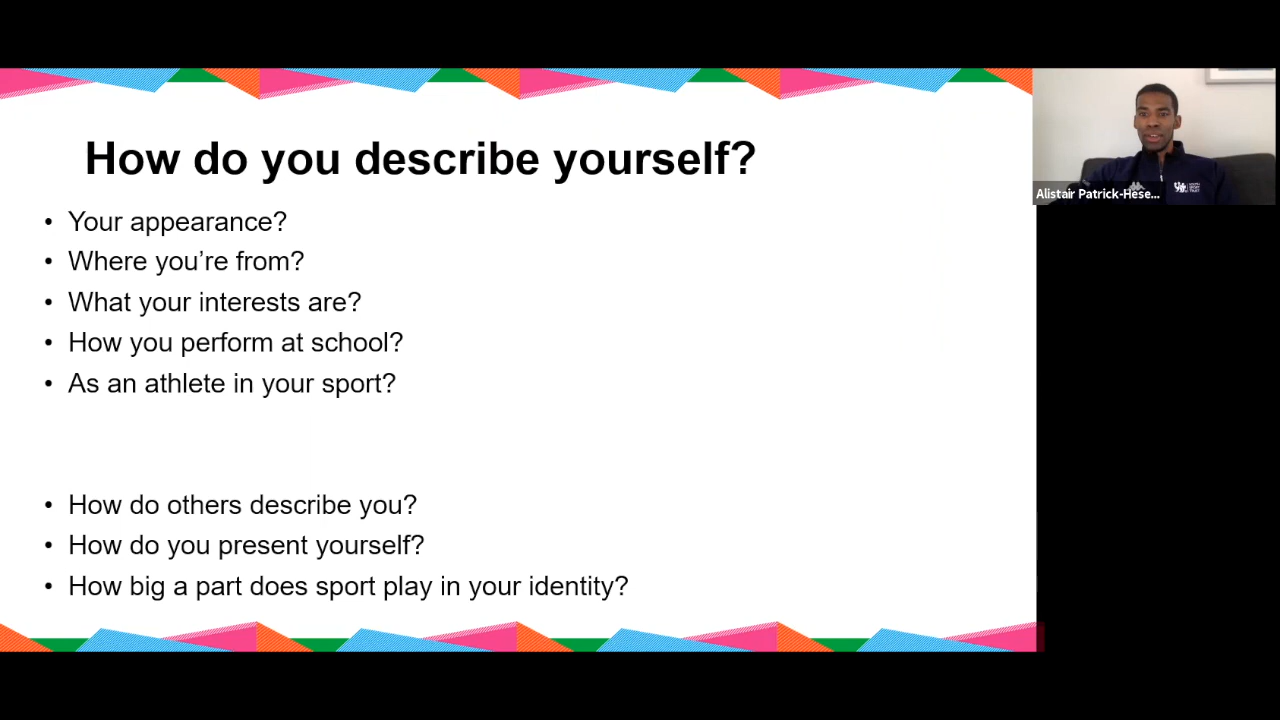 How do you describe yourself?
• Your appearance?
• Where you’re from?
• What your interests are?
• How you perform at school?
• As an athlete in your sport?
• How do others describe you?
• How do you present yourself?
• How big a part does sport play in your identity?
Alistair Patrick-Hese...